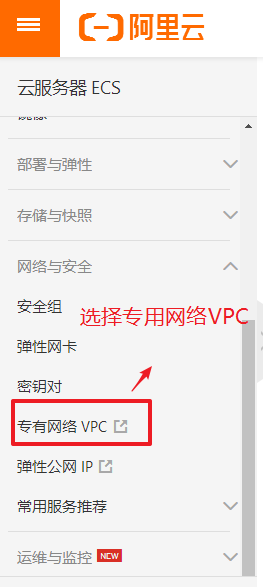 阿里云
云服务器 ECS
部署与弹性
存储与快照
网络与安全
安全组
选择专用网络VPC
弹性网卡
密钥对
专有网络 VPC
弹性公网 IP
常用服务推荐
运维与监控 NEW